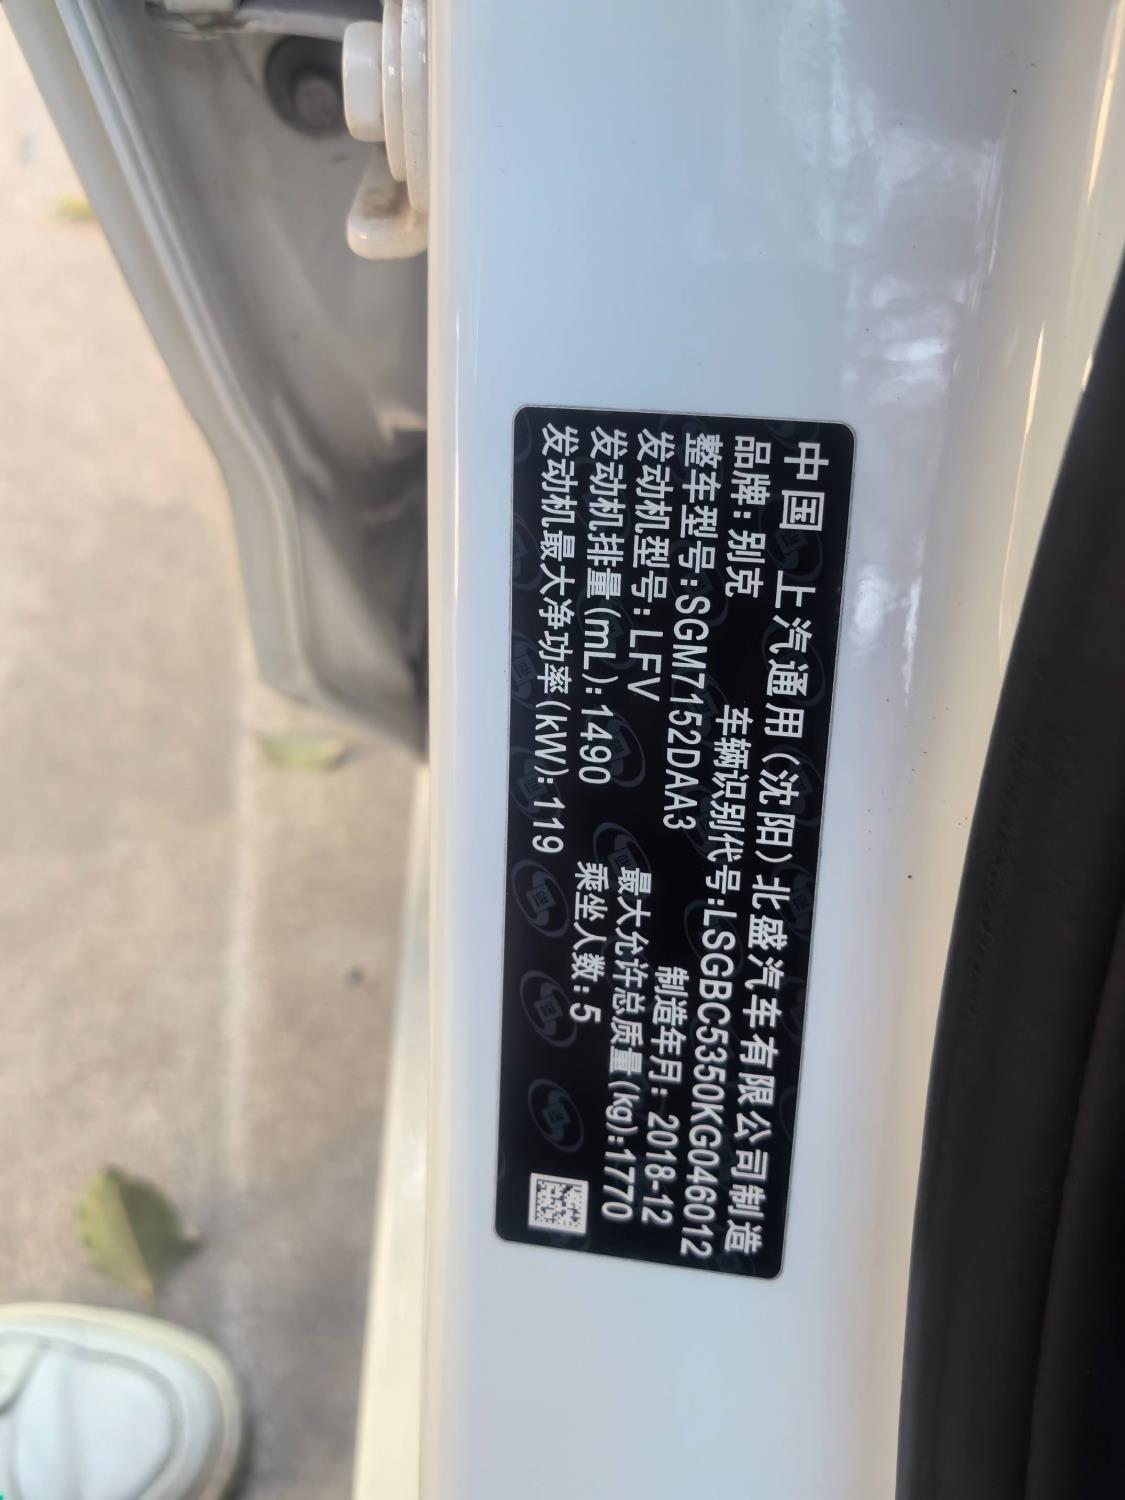 中国 上汽通用(沈阳)北盛汽车有限公司制造
品牌:别克 车辆识别代号:LSGBC5350KG046012
整车型号:SGM7152DAA3 制造年月:2018-12
发动机型号:LFV 最大允许总质量(kg):1770
发动机排量(mL):1490 乘坐人数:5
发动机最大净功率(kW):119